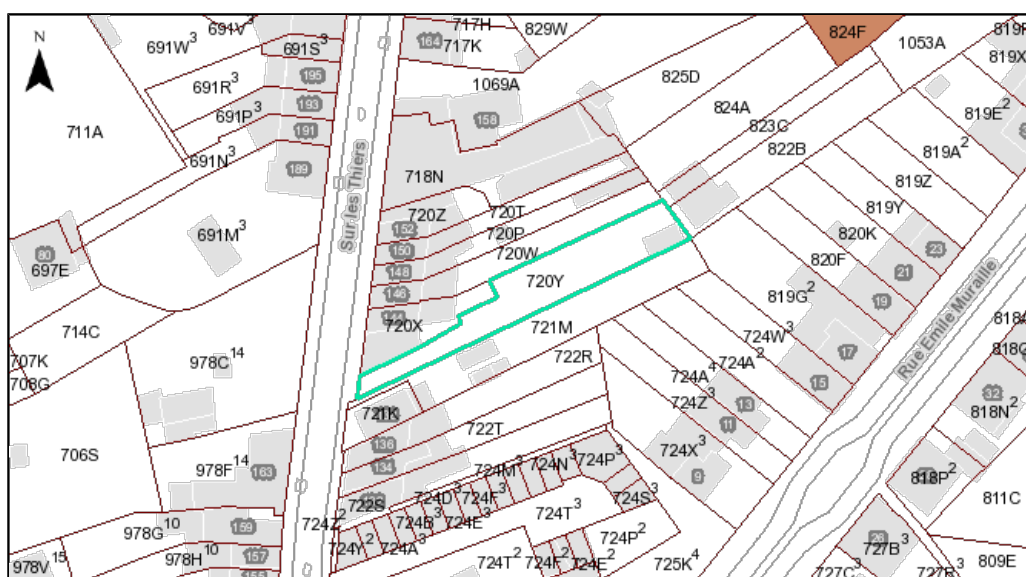 N
691V³
691W³
691S³
717H
829W
824F
1053A
819F
164
717K
819X
195
691R³
193
691P³
191
711A
691N³
189
1069A
158
825D
824A
823C
822B
819E²
819A²
819Z
819Y
718N
Sur les Thiers
720Z
152
720T
720P
150
720W
148
146
720X
720Y
721M
691M³
80
697E
820K
820F
23
21
19
819G²
724W³
17
724A²
15
Rue Emile Muraille
714C
707K
708G
978C¹⁴
722R
724A⁴
724Z³
13
11
818Q
32
818N²
721K
136
134
722T
706S
978F¹⁴
163
724X³
9
818P²
811C
722S
724M³
724N³
724P³
724D³
724F³
724S³
724B³
724E³
724T³
978G¹⁰
159
724Z²
724Y²
724A³
724P²
26
727B³
978V¹⁵
978H¹⁰
157
155
724T²
724F²
724E²
725K⁴
727C³
727R³
809E